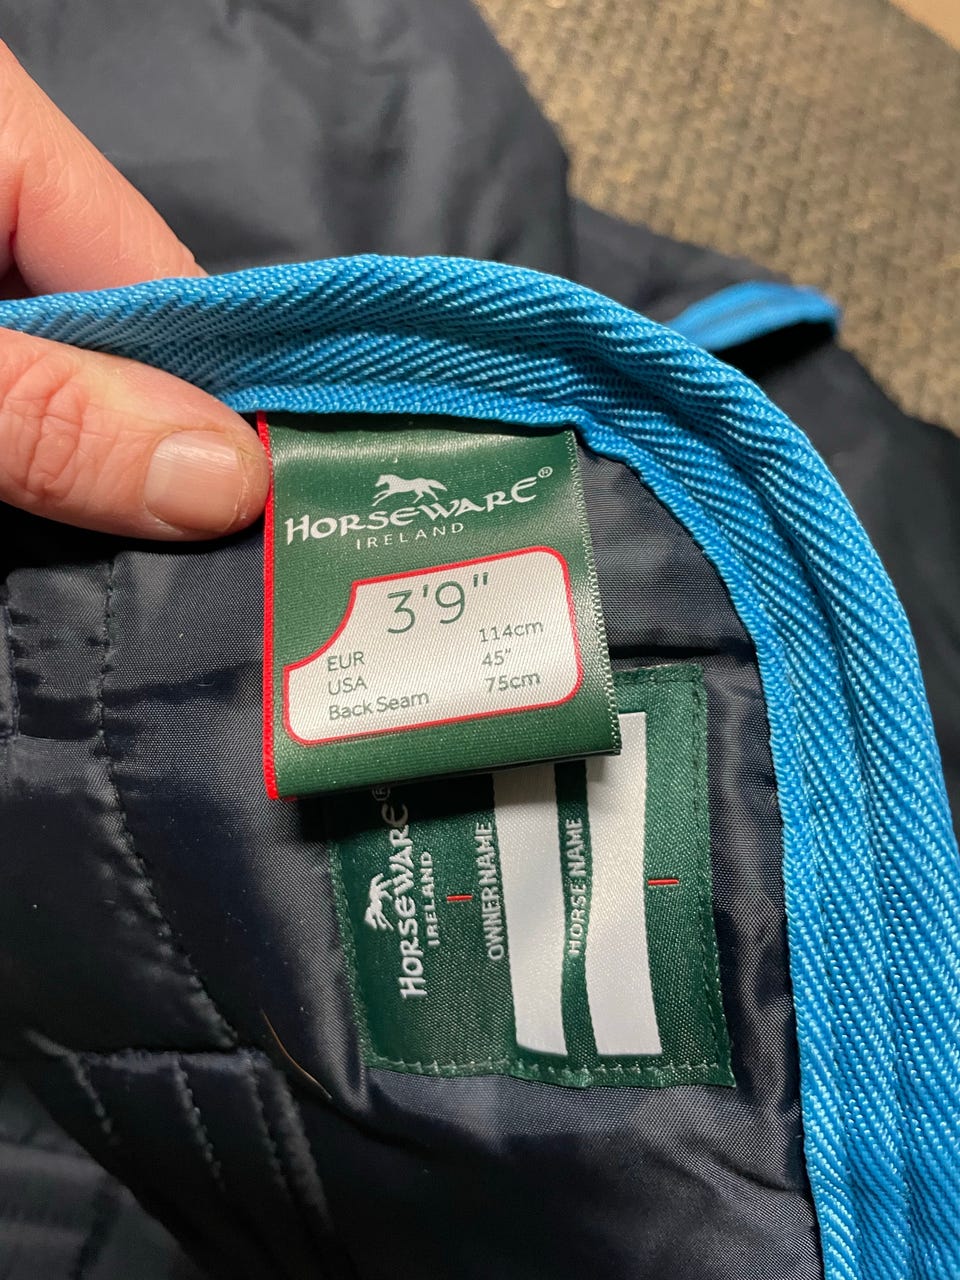 HORSEWARE®
IRELAND
3'9"
EUR 114cm
USA 45"
Back Seam 75cm
HORSEWARE®
IRELAND
OWNER NAME
HORSE NAME